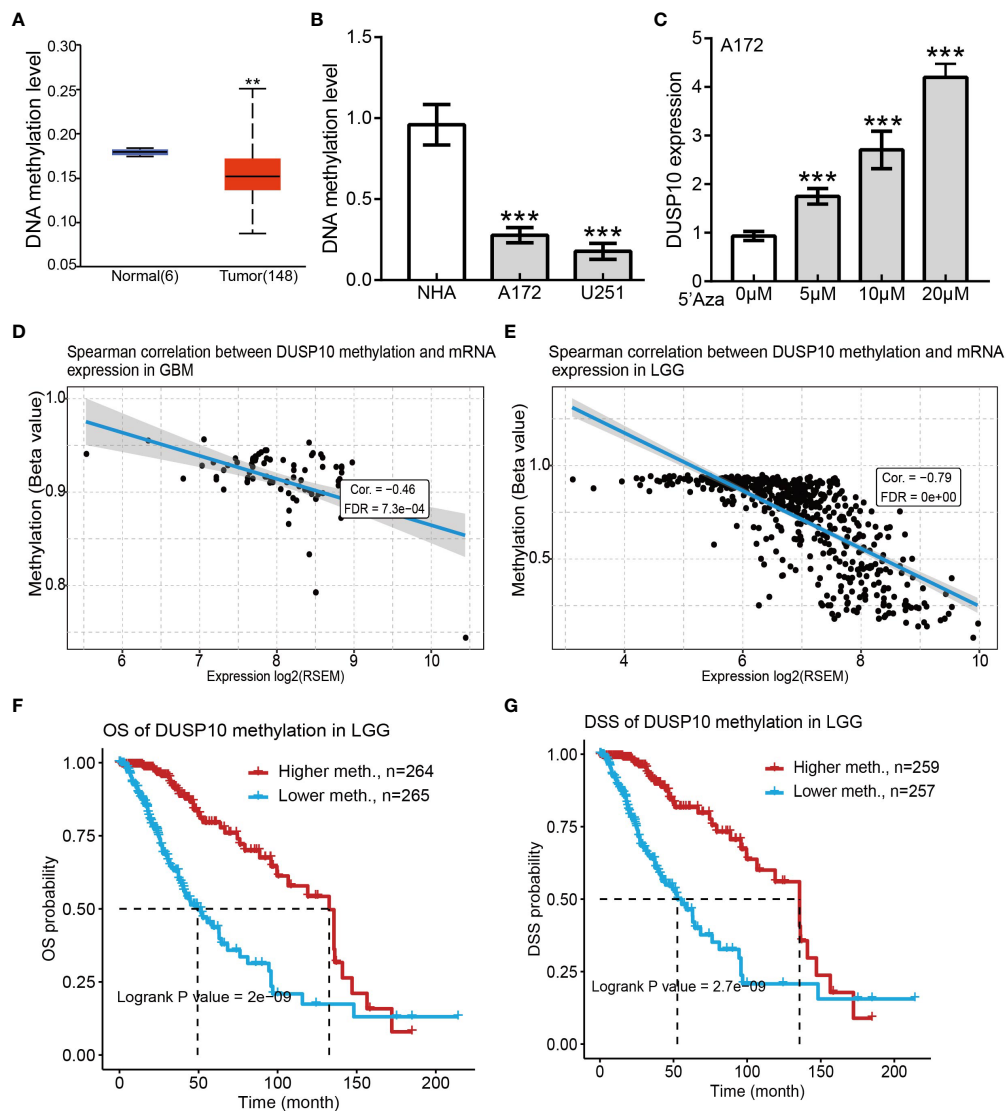 A
DNA methylation level
0.30
0.25
0.20
0.15
0.10
0.05
**
Normal(6)
Tumor(148)
B
DNA methylation level
1.5
1.0
0.5
0.0
***
***
NHA
A172
U251
C
A172
DUSP10 expression
5
4
3
2
1
0
***
***
***
5'Aza
0μM
5μM
10μM
20μM
D
Spearman correlation between DUSP10 methylation and mRNA
expression in GBM
Methylation (Beta value)
1.0
0.9
0.8
Cor. = −0.46
FDR = 7.3e−04
6
7
8
9
10
Expression log2(RSEM)
E
Spearman correlation between DUSP10 methylation and mRNA
expression in LGG
Methylation (Beta value)
1.0
0.5
Cor. = −0.79
FDR = 0e+00
4
6
8
10
Expression log2(RSEM)
F
OS of DUSP10 methylation in LGG
OS probability
1.00
0.75
0.50
0.25
0.00
Higher meth., n=264
Lower meth., n=265
Logrank P value = 2e−09
0
50
100
150
200
Time (month)
G
DSS of DUSP10 methylation in LGG
DSS probability
1.00
0.75
0.50
0.25
0.00
Higher meth., n=259
Lower meth., n=257
Logrank P value = 2.7e−09
0
50
100
150
200
Time (month)